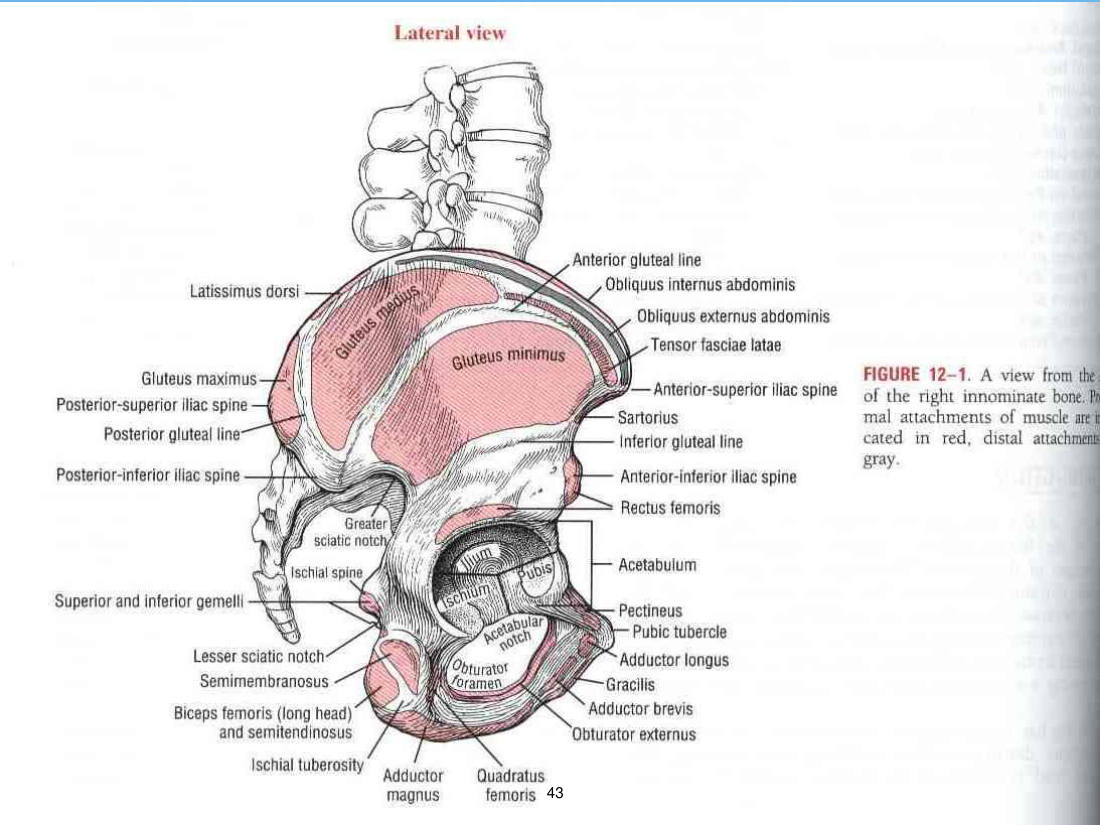 Lateral view
Anterior gluteal line
Latissimus dorsi
Obliquus internus abdominis
Gluteus medius
Obliquus externus abdominis
Tensor fasciae latae
Gluteus minimus
Gluteus maximus
Anterior-superior iliac spine
Posterior-superior iliac spine
Sartorius
Posterior gluteal line
Inferior gluteal line
Posterior-inferior iliac spine
Anterior-inferior iliac spine
Rectus femoris
Greater
sciatic notch
Ilium
Acetabulum
Ischial spine
Pubis
Ischium
Superior and inferior gemelli
Pectineus
Acetabular
notch
Pubic tubercle
Lesser sciatic notch
Adductor longus
Obturator
foramen
Semimembranosus
Gracilis
Biceps femoris (long head)
and semitendinosus
Adductor brevis
Obturator externus
Ischial tuberosity
Adductor
magnus
Quadratus
femoris
43
FIGURE 12–1. A view from the
of the right innominate bone.
mal attachments of muscle are
cated in red, distal attachments
gray.